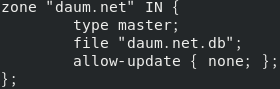 zone "daum.net" IN {
        type master;
        file "daum.net.db";
        allow-update { none; };
};